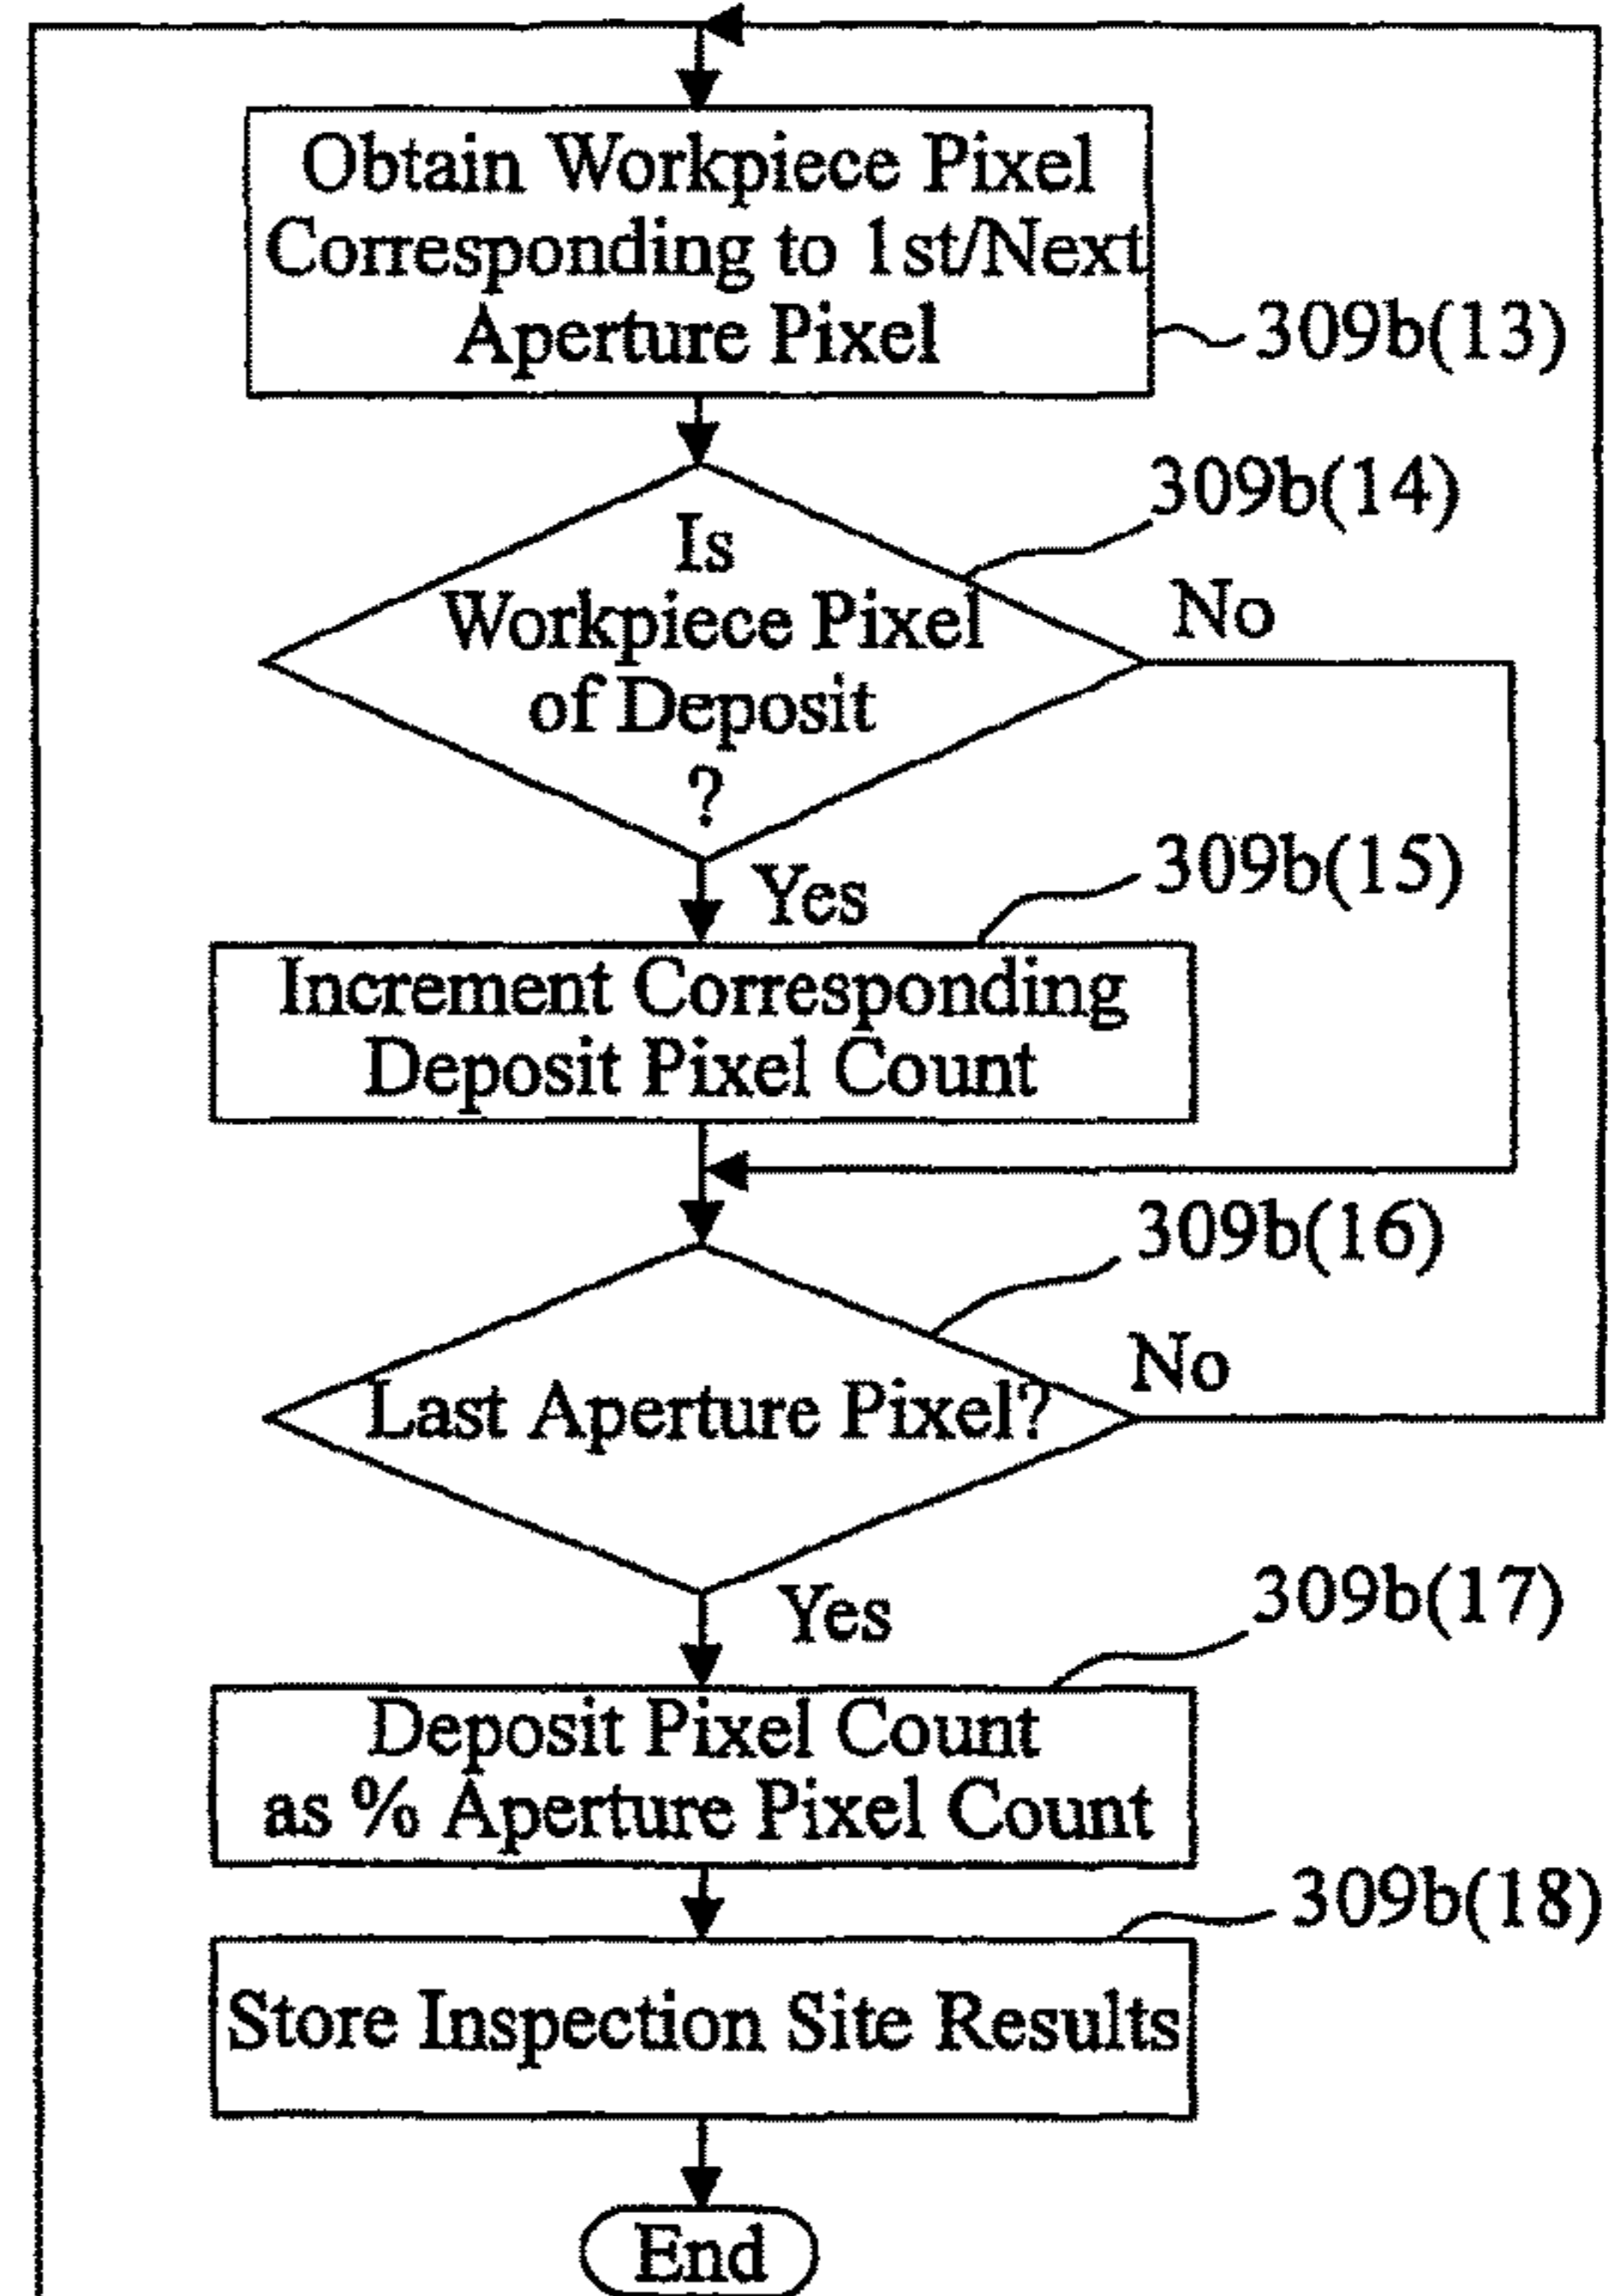 Obtain Workpiece Pixel
Corresponding to 1st/Next
Aperture Pixel
309b(13)
309b(14)
Is
Workpiece Pixel
of Deposit
?
No
Yes
309b(15)
Increment Corresponding
Deposit Pixel Count
309b(16)
Last Aperture Pixel?
No
Yes
309b(17)
Deposit Pixel Count
as % Aperture Pixel Count
309b(18)
Store Inspection Site Results
End